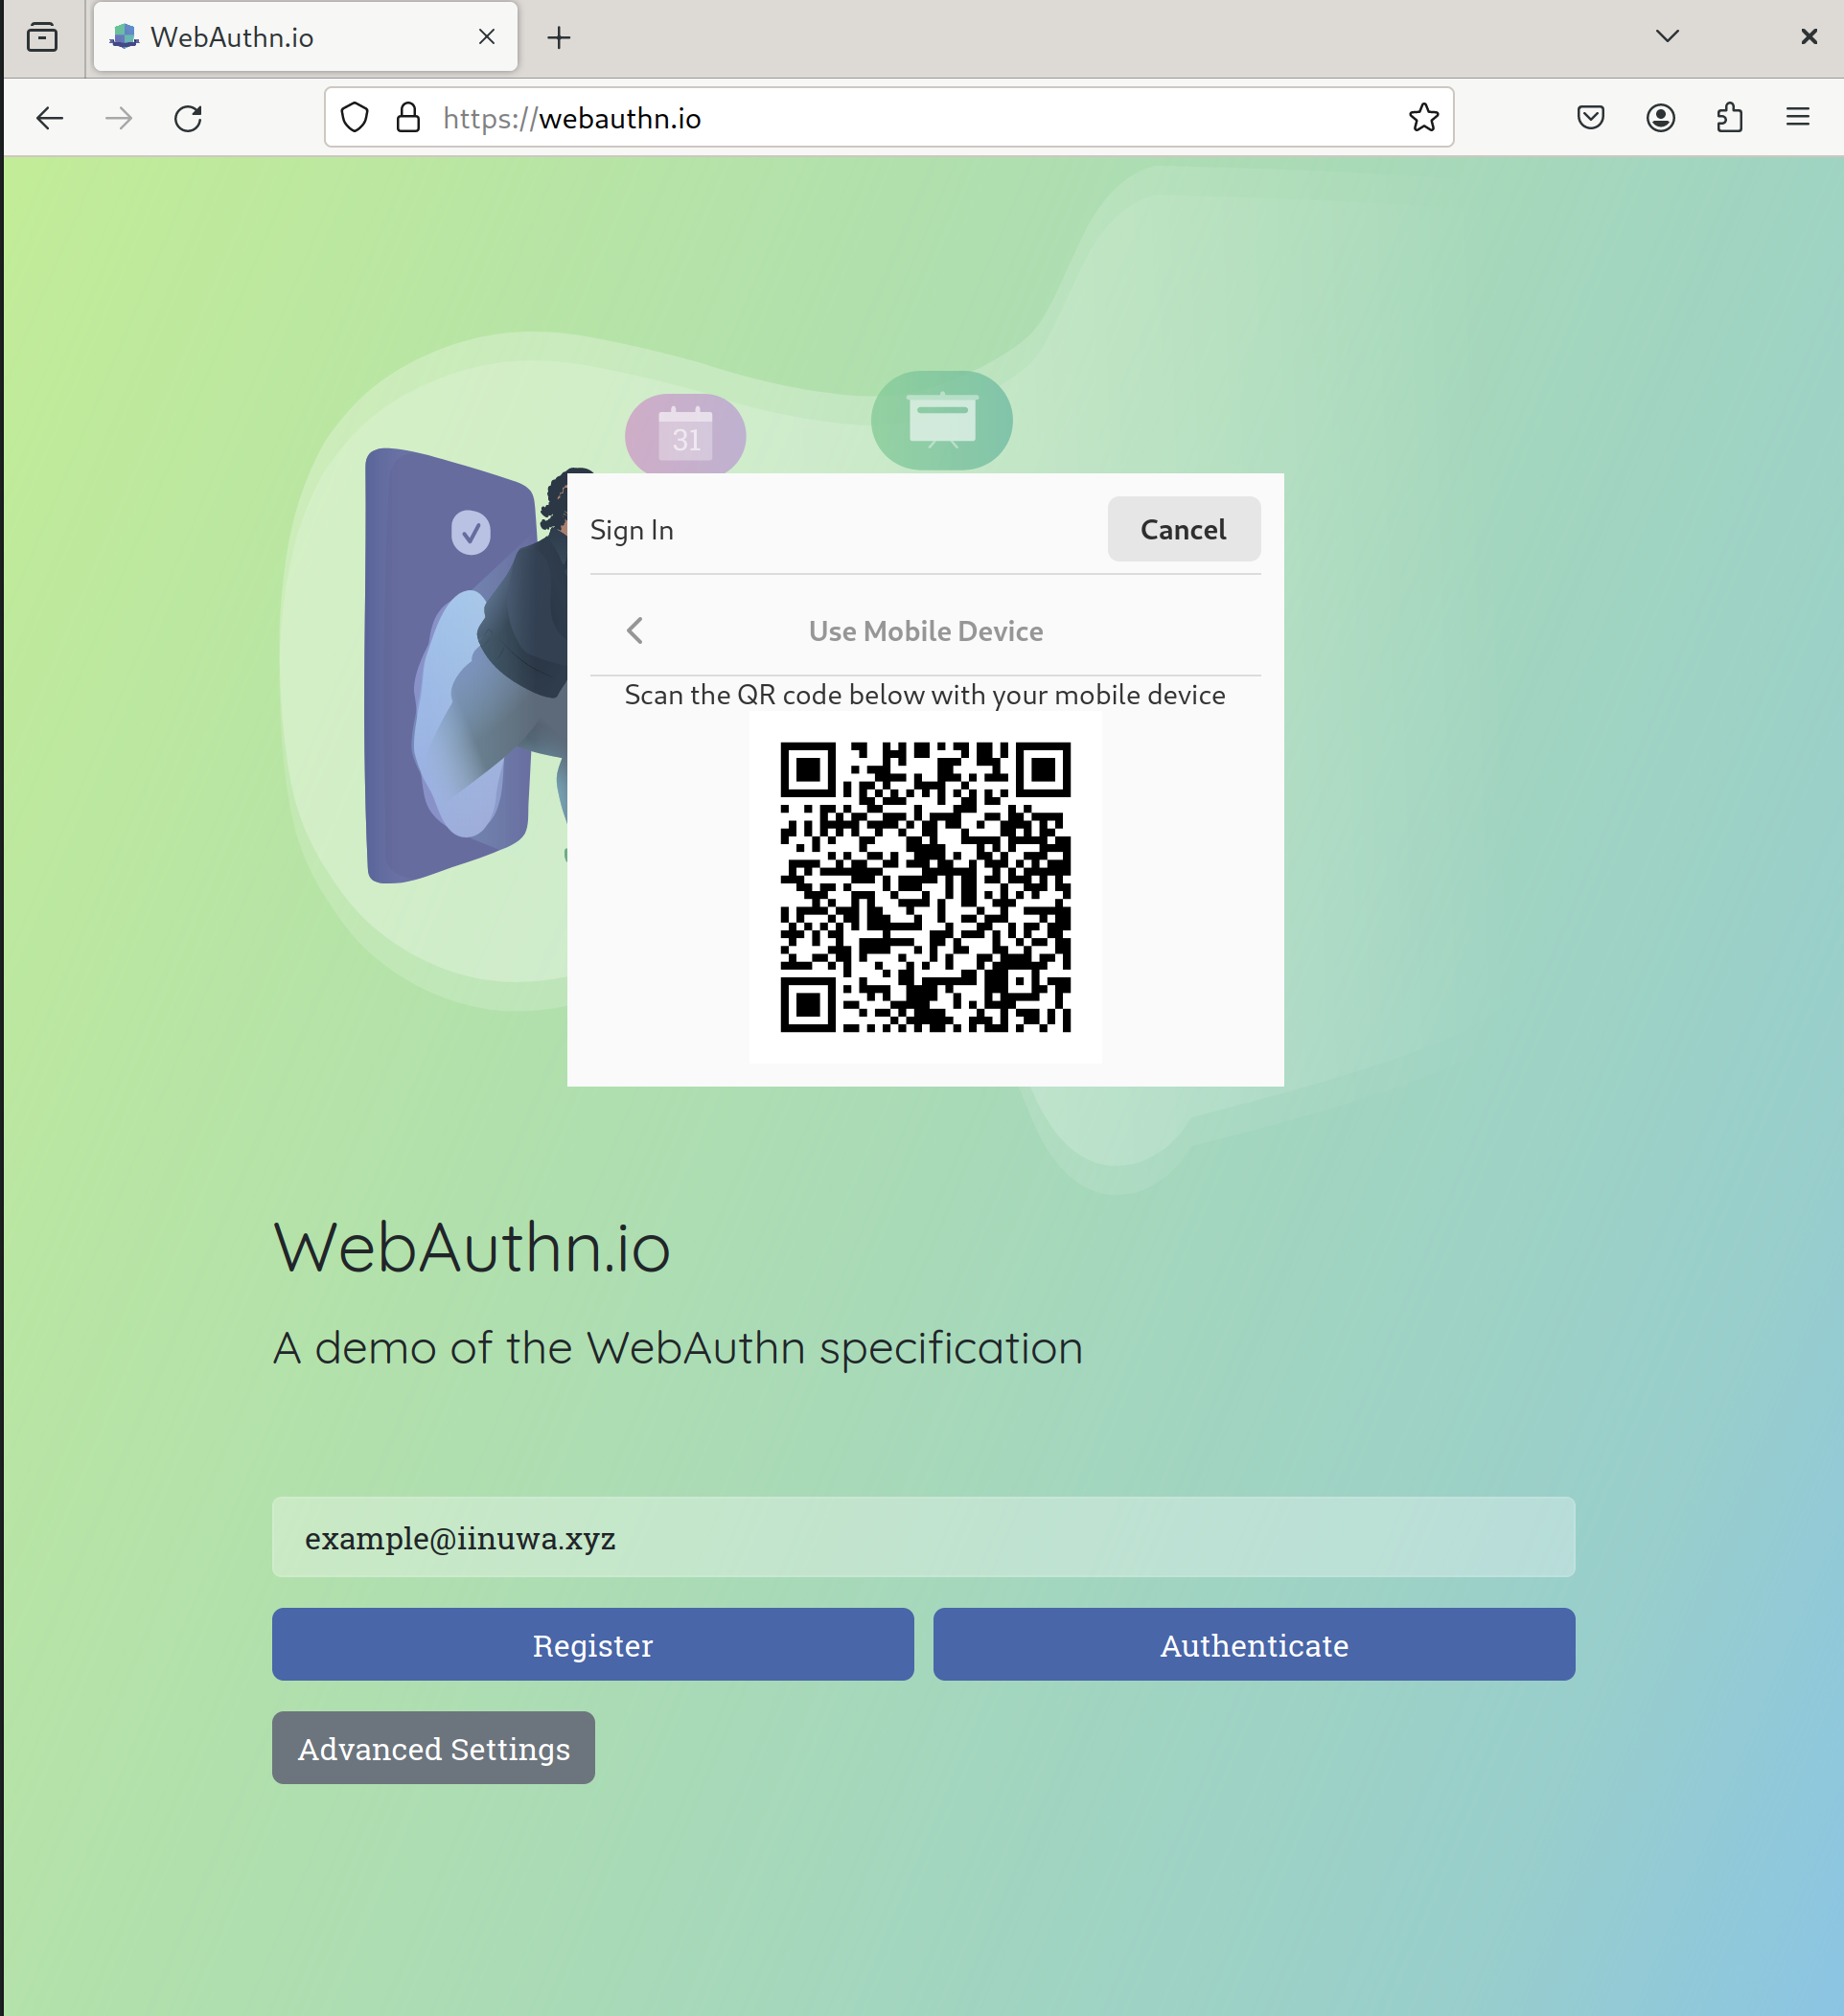 WebAuthn.io
https://webauthn.io
31
Sign In
Cancel
Use Mobile Device
Scan the QR code below with your mobile device
WebAuthn.io
A demo of the WebAuthn specification
example@iinuwa.xyz
Register
Authenticate
Advanced Settings